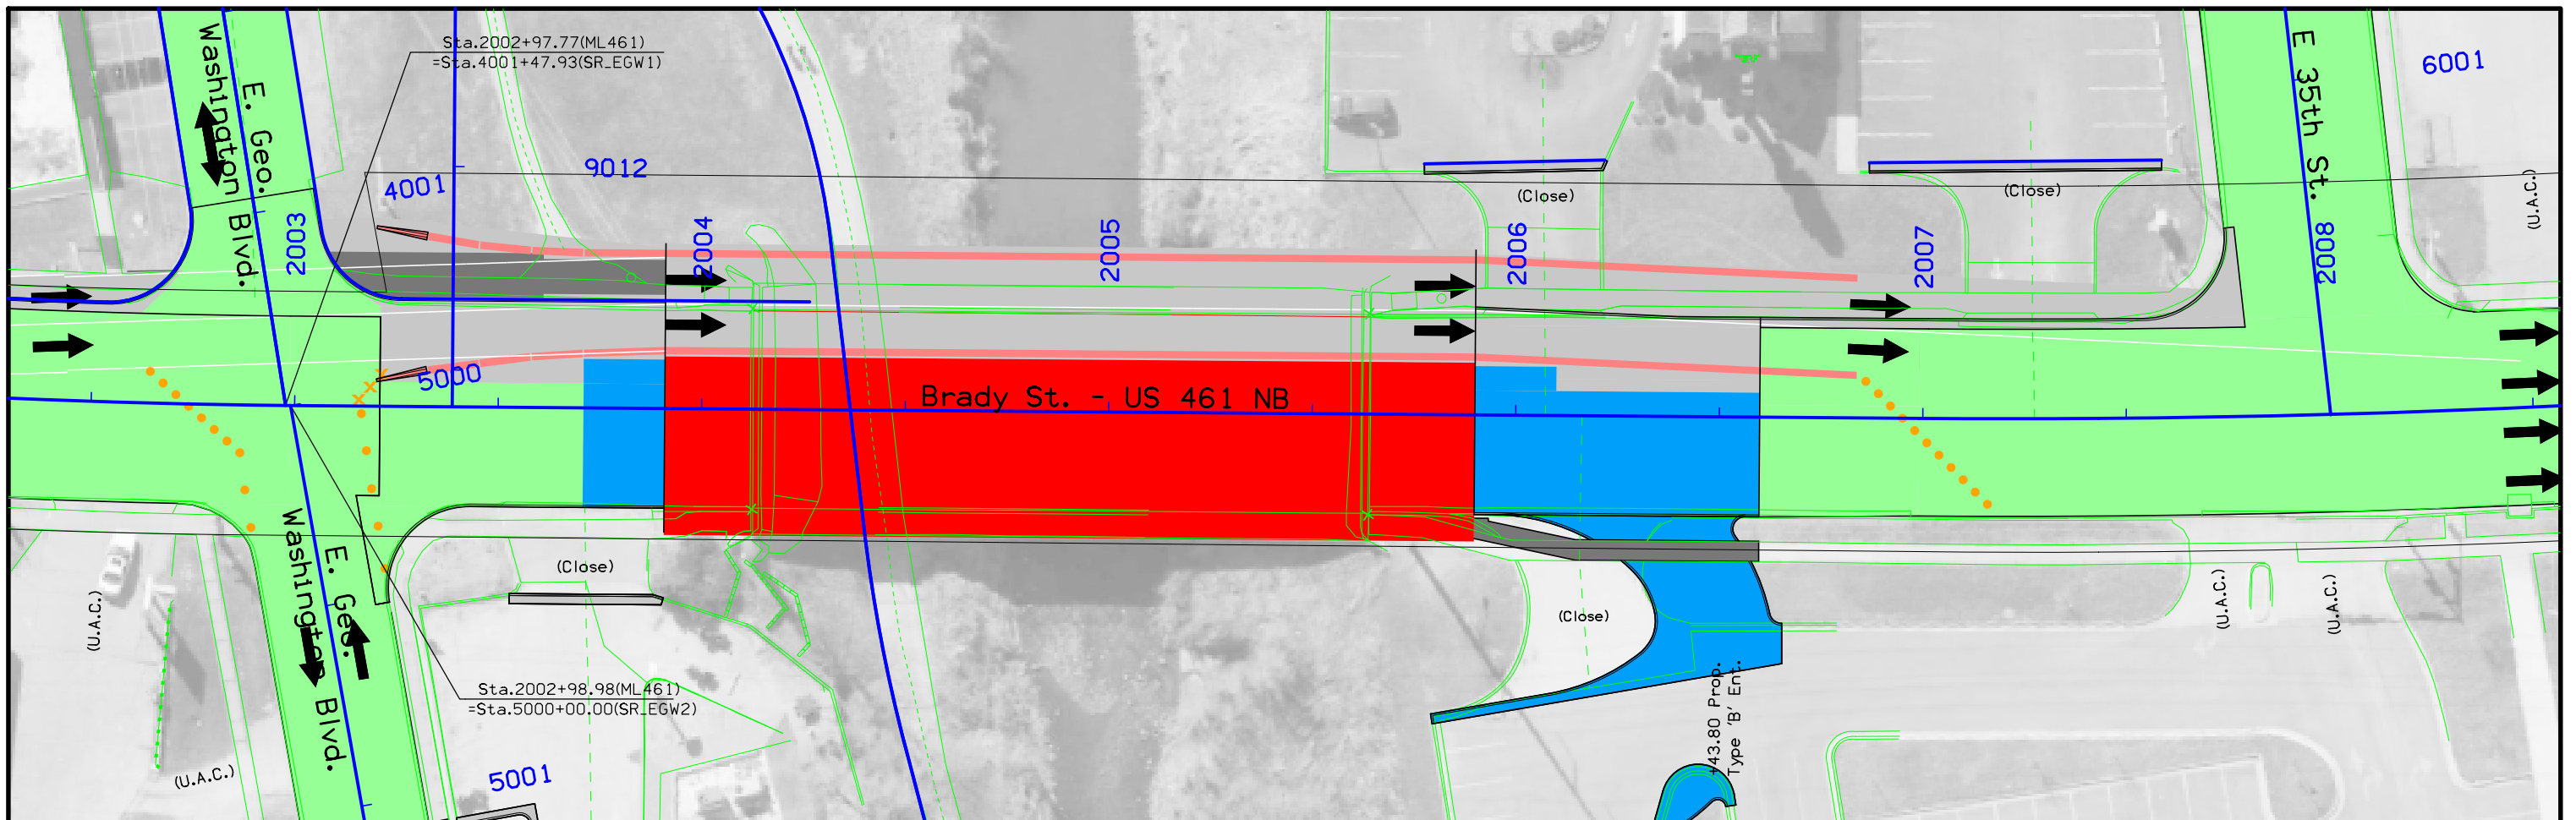 Sta.2002+97.77(ML461)
=Sta.4001+47.93(SR_EGW1)
E. Geo.
Washington Blvd.
2003
4001
9012
2004
2005
2006
(Close)
2007
(Close)
E 35th St.
2008
6001
(U.A.C.)
5000
Brady St. - US 461 NB
E. Geo.
Washington Blvd.
(Close)
(Close)
(U.A.C.)
(U.A.C.)
(U.A.C.)
Sta.2002+98.98(ML461)
=Sta.5000+00.00(SR_EGW2)
(U.A.C.)
5001
+43.80 Prop.
Type 'B' Ent.